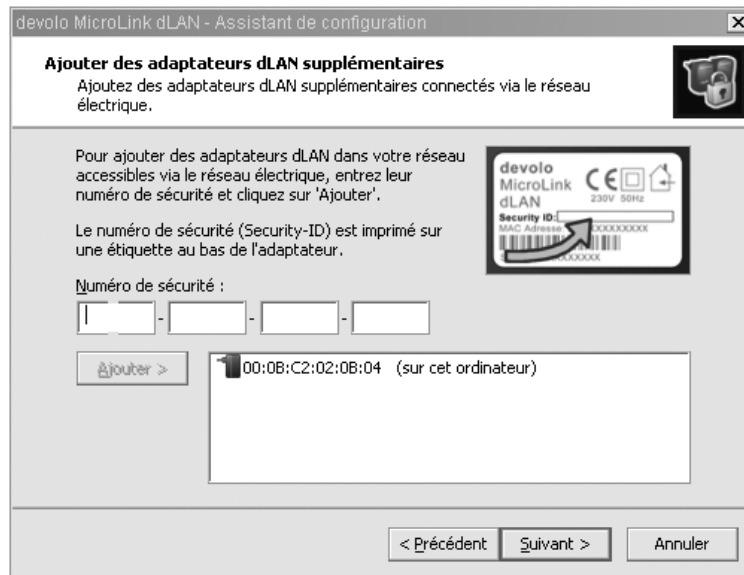 devolo MicroLink dLAN - Assistant de configuration
Ajouter des adaptateurs dLAN supplémentaires
Ajoutez des adaptateurs dLAN supplémentaires connectés via le réseau
électrique.
Pour ajouter des adaptateurs dLAN dans votre réseau
accessibles via le réseau électrique, entrez leur
numéro de sécurité et cliquez sur 'Ajouter'.
Le numéro de sécurité (Security-ID) est imprimé sur
une étiquette au bas de l'adaptateur.
devolo
MicroLink
dLAN
CE
230V 50Hz
Security ID:
MAC Adresse: XXXXXXXXX
Numéro de sécurité :
- - -
Ajouter >
00:0B:C2:02:0B:04 (sur cet ordinateur)
< Précédent
Suivant >
Annuler